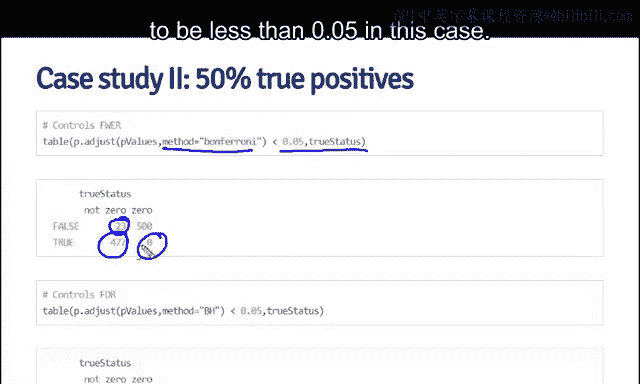 to be less than 0.05 in this case.
Case study II: 50% true positives
# Controls FWER
table(p.adjust(pValues,method="bonferroni") < 0.05,trueStatus)
trueStatus
not zero zero
FALSE 23 500
TRUE 477 0
# Controls FDR
table(p.adjust(pValues,method="BH") < 0.05,trueStatus)
trueStatus
not zero zero